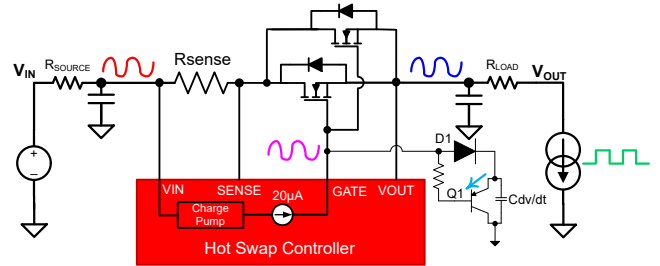 VIN
RSOURCE
Rsense
RLOAD
VOUT
D1
Q1
Cdv/dt
VIN
SENSE
20μA
GATE
VOUT
Charge
Pump
Hot Swap Controller